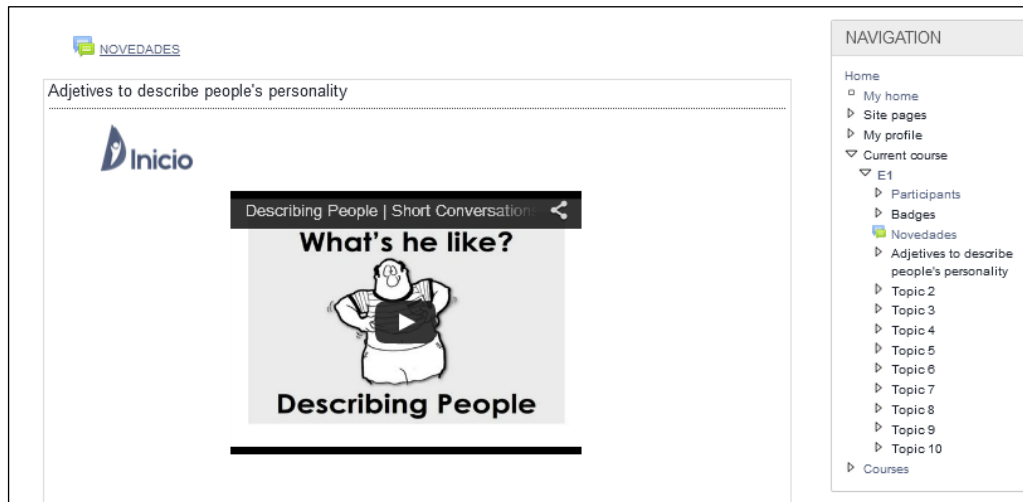 NOVEDADES
Adjetives to describe people's personality
Inicio
Describing People | Short Conversations
What's he like?
Describing People
NAVIGATION
Home
My home
Site pages
My profile
Current course
E1
Participants
Badges
Novedades
Adjetives to describe
people's personality
Topic 2
Topic 3
Topic 4
Topic 5
Topic 6
Topic 7
Topic 8
Topic 9
Topic 10
Courses